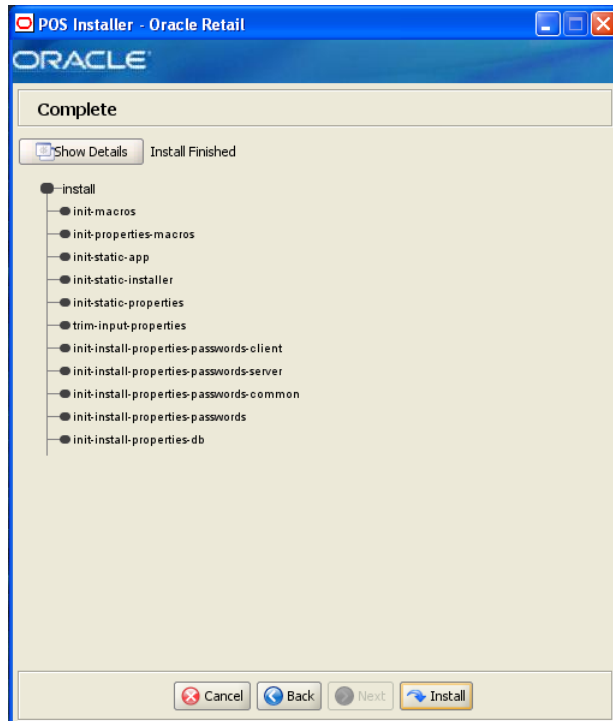 POS Installer - Oracle Retail
ORACLE
Complete
Show Details Install Finished
install
init-macros
init-properties-macros
init-static-app
init-static-installer
init-static-properties
trim-input-properties
init-install-properties-passwords-client
init-install-properties-passwords-server
init-install-properties-passwords-common
init-install-properties-passwords
init-install-properties-db
Cancel Back Next Install